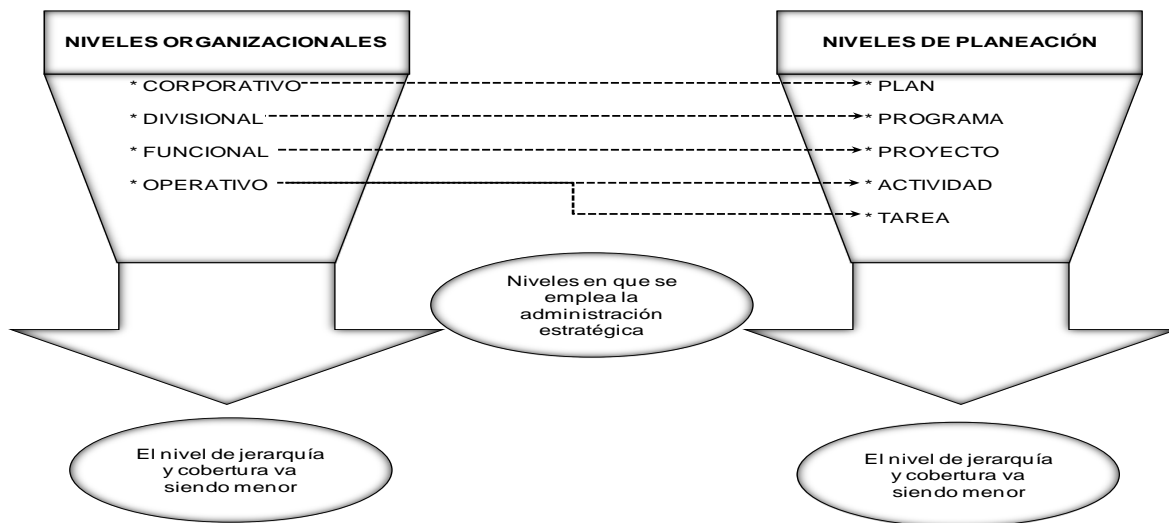 NIVELES ORGANIZACIONALES
* CORPORATIVO
* DIVISIONAL
* FUNCIONAL
* OPERATIVO
NIVELES DE PLANEACIÓN
* PLAN
* PROGRAMA
* PROYECTO
* ACTIVIDAD
* TAREA
Niveles en que se
emplea la
administración
estratégica
El nivel de jerarquía
y cobertura va
siendo menor
El nivel de jerarquía
y cobertura va
siendo menor